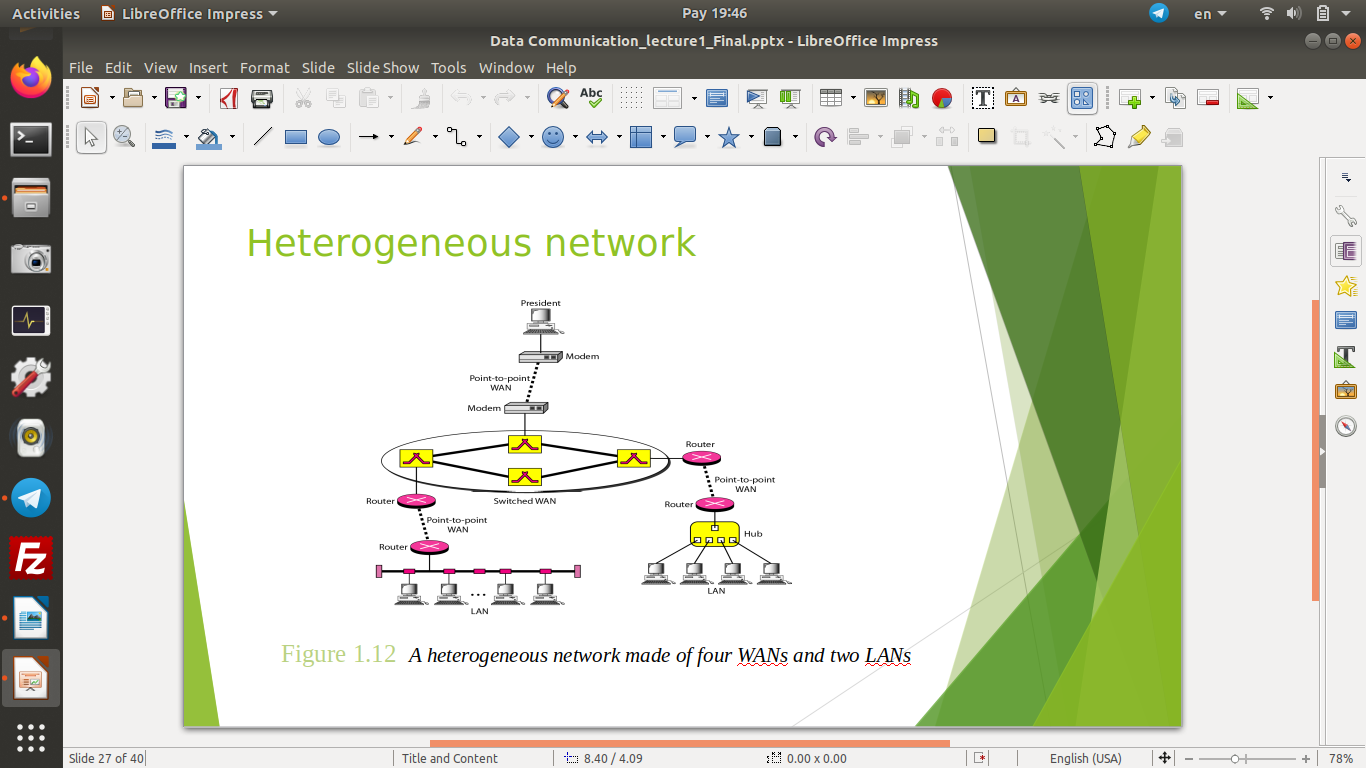 Activities
LibreOffice Impress
Pay 19:46
en
Data Communication_lecture1_Final.pptx - LibreOffice Impress
File Edit View Insert Format Slide Slide Show Tools Window Help
Abc
Heterogeneous network
President
Modem
Point-to-point
WAN
Modem
Router
Switched WAN
Point-to-point
WAN
Router
Router
Hub
Point-to-point
WAN
Router
LAN
LAN
Figure 1.12 A heterogeneous network made of four WANs and two LANs
Slide 27 of 40
Title and Content
8.40 / 4.09
0.00 x 0.00
English (USA)
78%